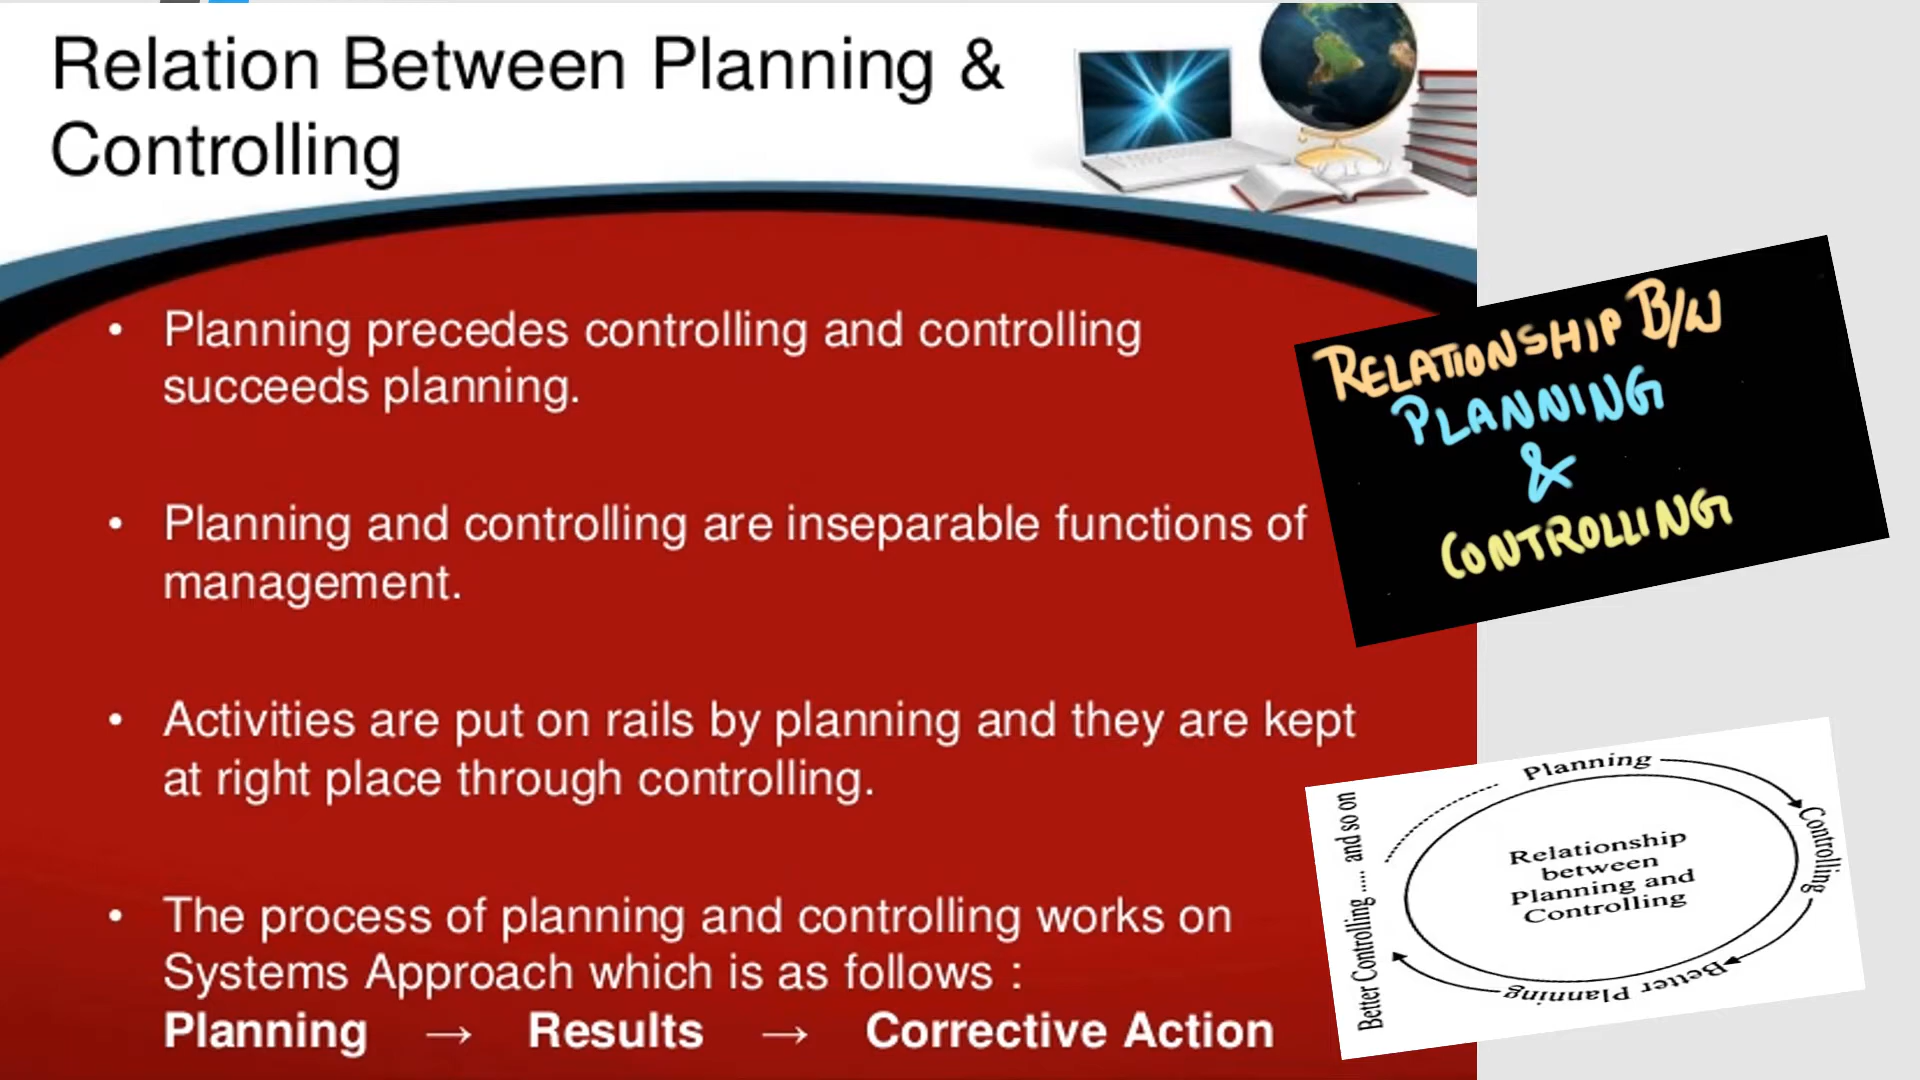 Relation Between Planning &
Controlling
• Planning precedes controlling and controlling
succeeds planning.
• Planning and controlling are inseparable functions of
management.
• Activities are put on rails by planning and they are kept
at right place through controlling.
• The process of planning and controlling works on
Systems Approach which is as follows :
Planning → Results → Corrective Action
RELATIONSHIP B/W
PLANNING
&
CONTROLLING
Planning
Controlling
Better Planning
Better Controlling ..... and so on
Relationship
between
Planning and
Controlling